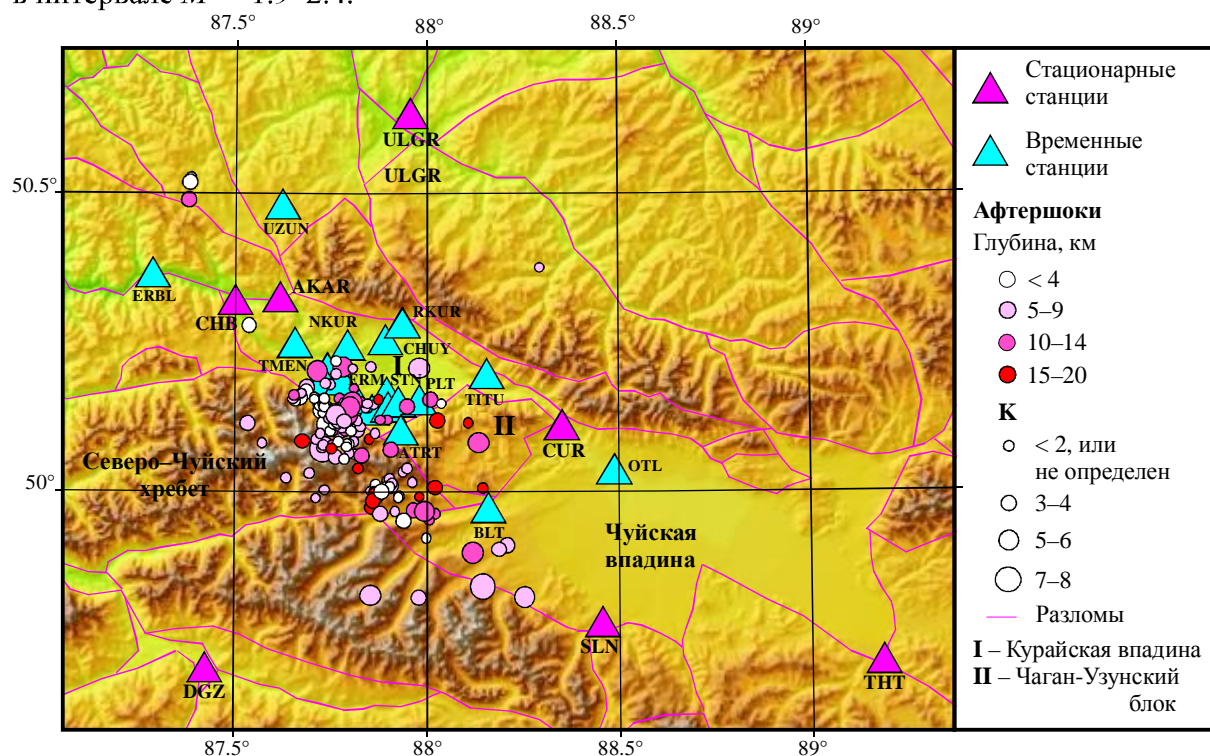 87.5° 88° 88.5° 89°
ULGR
ULGR
50.5°
UZUN
ERBL
AKAR
CHB
NKUR RKUR
CHUY
TMEN
I
ERM STN PLT
TITU
II
CUR
ATRT
OTL
Северо–Чуйский
хребет
50° 50°
BLT
Чуйская
впадина
SLN
DGZ
THT
87.5° 88° 88.5° 89°
Стационарные
станции
Временные
станции
Афтершоки
Глубина, км
< 4
5–9
10–14
15–20
K
< 2, или
не определен
3–4
5–6
7–8
Разломы
I – Курайская впадина
II – Чаган-Узунский
блок